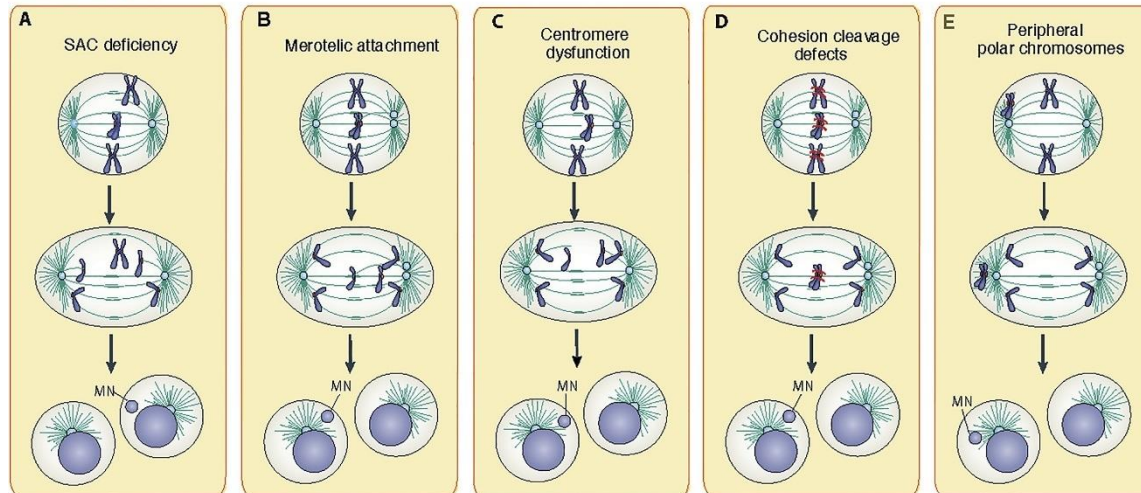 A
SAC deficiency
MN
B
Merotelic attachment
MN
C
Centromere
dysfunction
MN
D
Cohesion cleavage
defects
MN
E
Peripheral
polar chromosomes
MN